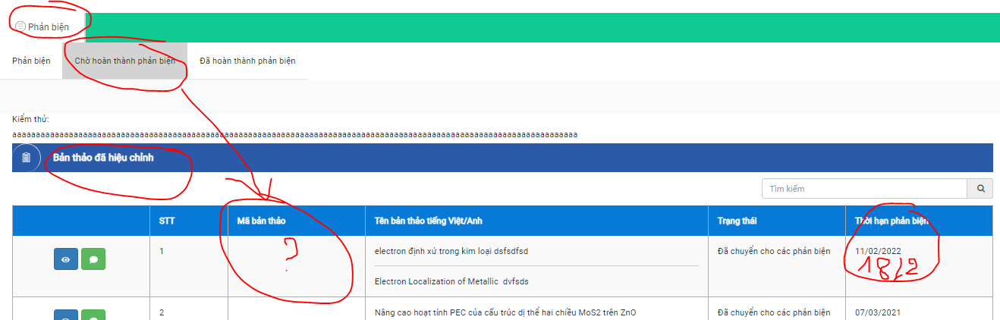 Phản biện
Phản biện Chờ hoàn thành phản biện Đã hoàn thành phản biện
Kiểm thử:
aaaaaaaaaaaaaaaaaaaaaaaaaaaaaaaaaaaaaaaaaaaaaaaaaaaaaaaaaaaaaaaaaaaaaaaaaaaaaaaaaaaaaaaaaaaaaaaaaaaaaaaaaaaaaaaaaaaaaaaa
Bản thảo đã hiệu chỉnh
Tìm kiếm
STT Mã bản thảo Tên bản thảo tiếng Việt/Anh Trạng thái Thời hạn phản biện
1 ? electron định xứ trong kim loại dsfsdfsd Đã chuyển cho các phản biện 11/02/2022
18/2
Electron Localization of Metallic dvfsds
2 Nâng cao hoạt tính PEC của cấu trúc dị thể hai chiều MoS2 trên ZnO Đã chuyển cho các phản biện 07/03/2021